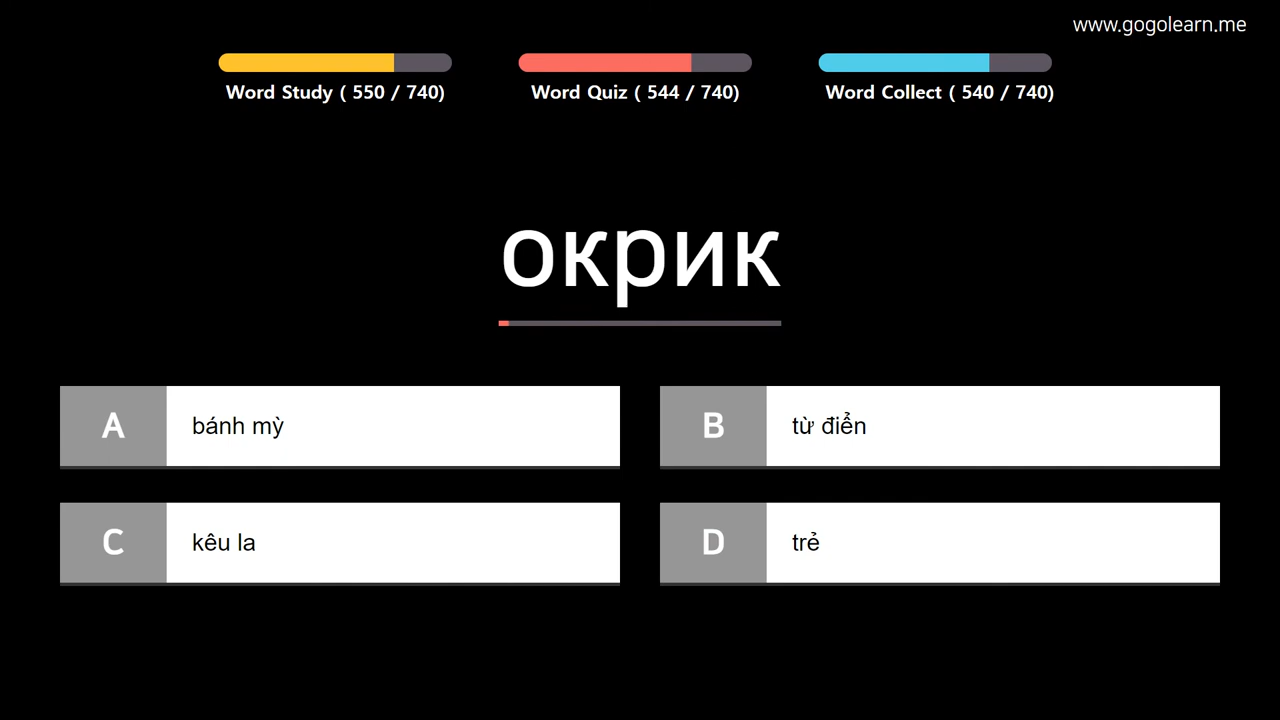 www.gogolearn.me
Word Study ( 550 / 740)
Word Quiz ( 544 / 740)
Word Collect ( 540 / 740)
окрик
A bánh mỳ
B từ điển
C kêu la
D trẻ